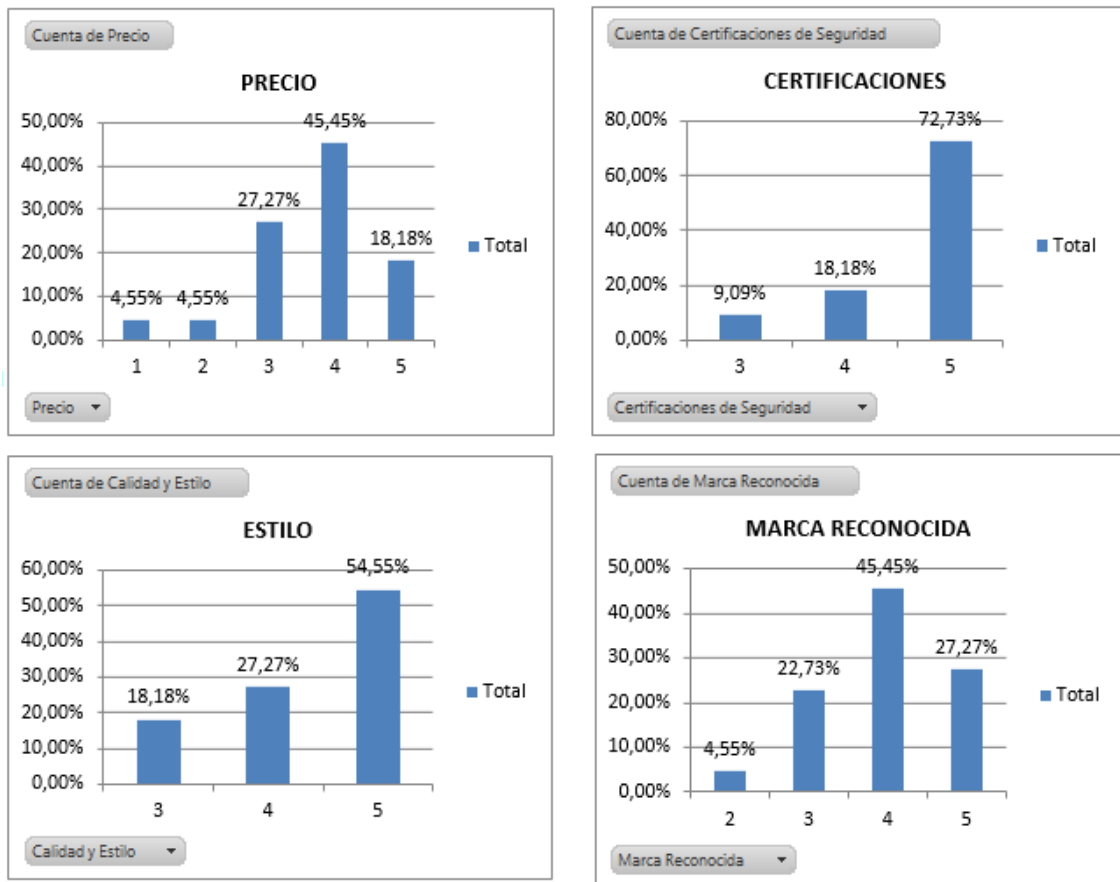 Cuenta de Precio
PRECIO
50,00%
40,00%
30,00%
20,00%
10,00%
0,00%
4,55%
4,55%
27,27%
45,45%
18,18%
1 2 3 4 5
Total
Precio
Cuenta de Certificaciones de Seguridad
CERTIFICACIONES
80,00%
60,00%
40,00%
20,00%
0,00%
9,09%
18,18%
72,73%
3 4 5
Total
Certificaciones de Seguridad
Cuenta de Calidad y Estilo
ESTILO
60,00%
50,00%
40,00%
30,00%
20,00%
10,00%
0,00%
18,18%
27,27%
54,55%
3 4 5
Total
Calidad y Estilo
Cuenta de Marca Reconocida
MARCA RECONOCIDA
50,00%
40,00%
30,00%
20,00%
10,00%
0,00%
4,55%
22,73%
45,45%
27,27%
2 3 4 5
Total
Marca Reconocida